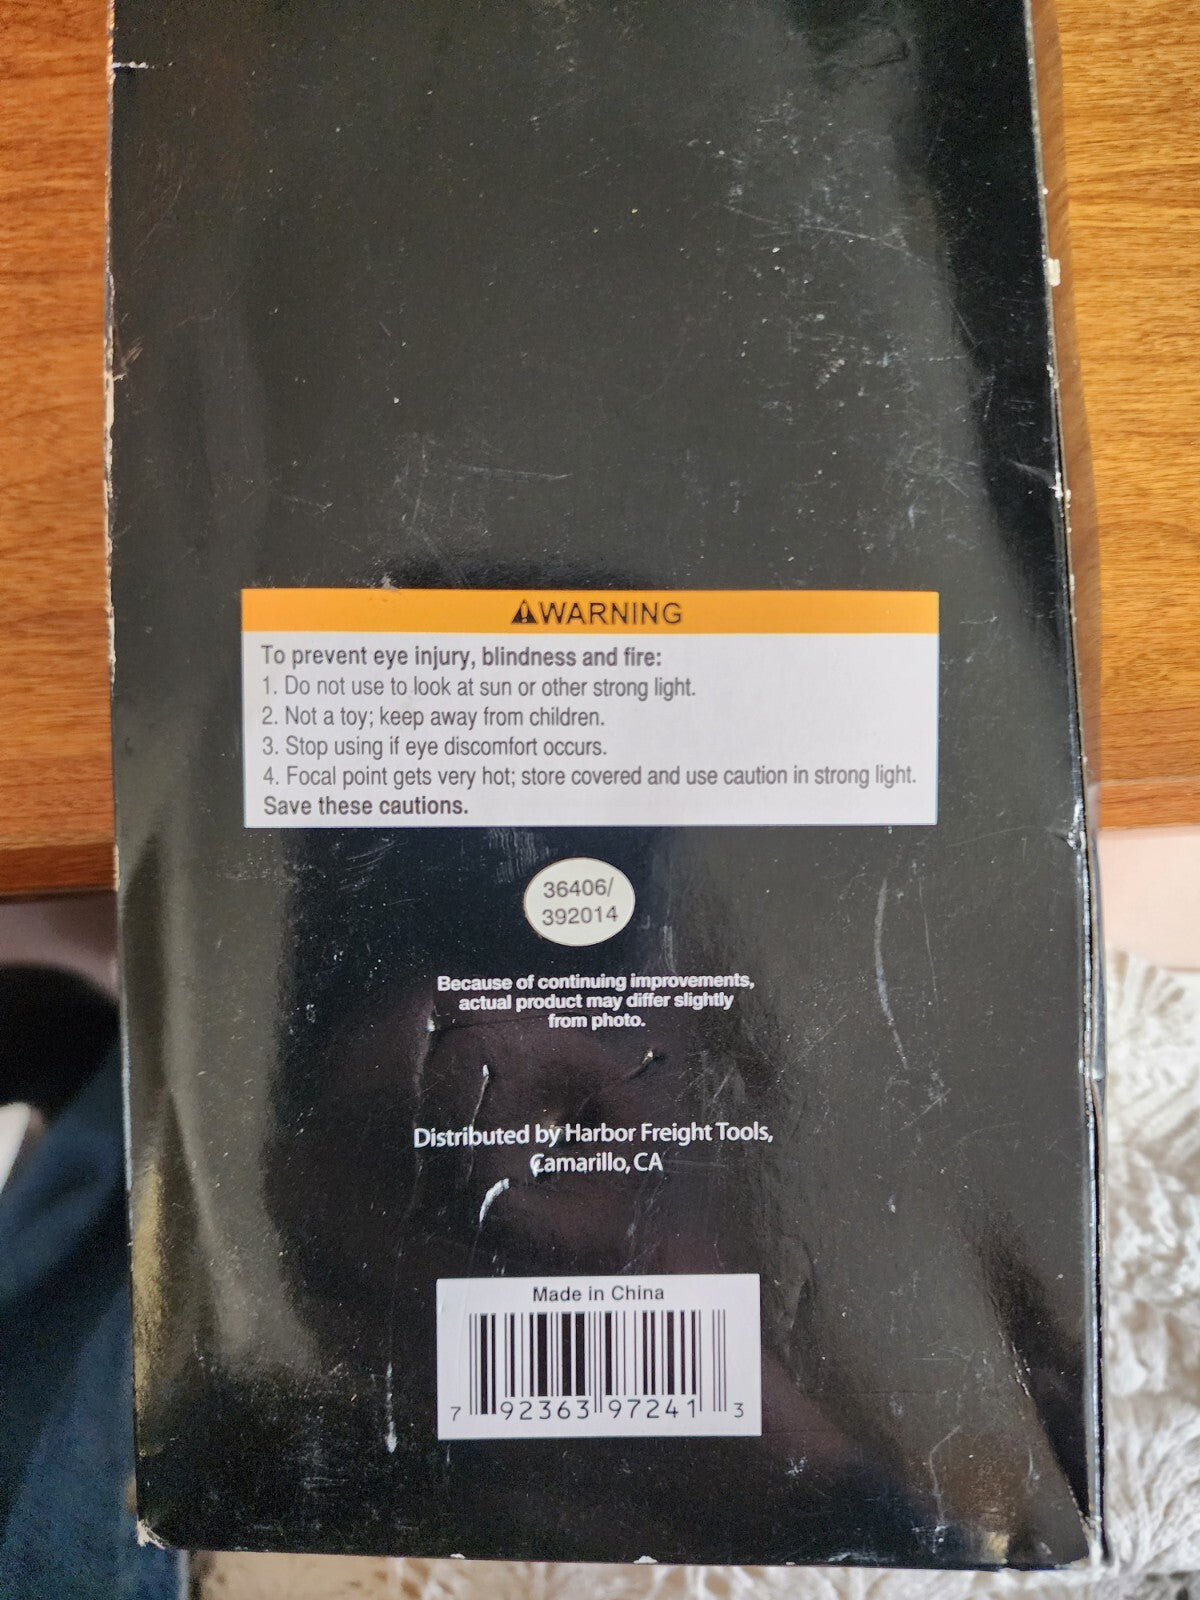 ⚠WARNING
To prevent eye injury, blindness and fire:
1. Do not use to look at sun or other strong light.
2. Not a toy; keep away from children.
3. Stop using if eye discomfort occurs.
4. Focal point gets very hot; store covered and use caution in strong light.
Save these cautions.
36406/
392014
Because of continuing improvements,
actual product may differ slightly
from photo.
Distributed by Harbor Freight Tools,
Camarillo, CA
Made in China
7 92363 97241 3